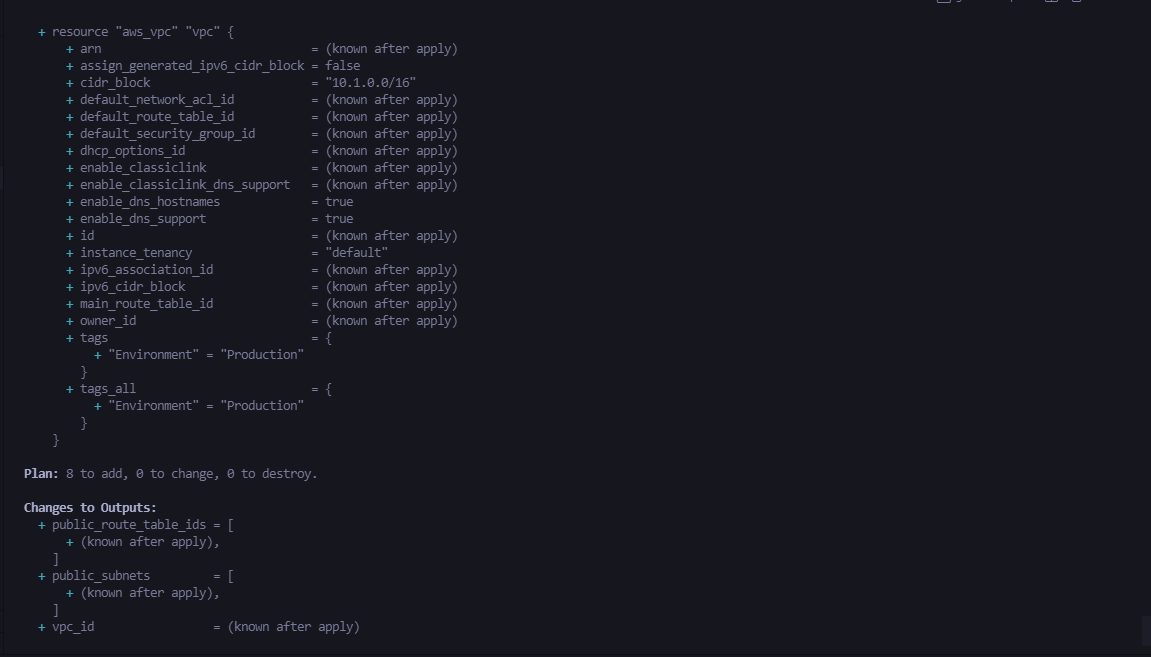 + resource "aws_vpc" "vpc" {
+ arn = (known after apply)
+ assign_generated_ipv6_cidr_block = false
+ cidr_block = "10.1.0.0/16"
+ default_network_acl_id = (known after apply)
+ default_route_table_id = (known after apply)
+ default_security_group_id = (known after apply)
+ dhcp_options_id = (known after apply)
+ enable_classiclink = (known after apply)
+ enable_classiclink_dns_support = (known after apply)
+ enable_dns_hostnames = true
+ enable_dns_support = true
+ id = (known after apply)
+ instance_tenancy = "default"
+ ipv6_association_id = (known after apply)
+ ipv6_cidr_block = (known after apply)
+ main_route_table_id = (known after apply)
+ owner_id = (known after apply)
+ tags = {
+ "Environment" = "Production"
}
+ tags_all = {
+ "Environment" = "Production"
}
}
Plan: 8 to add, 0 to change, 0 to destroy.
Changes to Outputs:
+ public_route_table_ids = [
+ (known after apply),
]
+ public_subnets = [
+ (known after apply),
]
+ vpc_id = (known after apply)